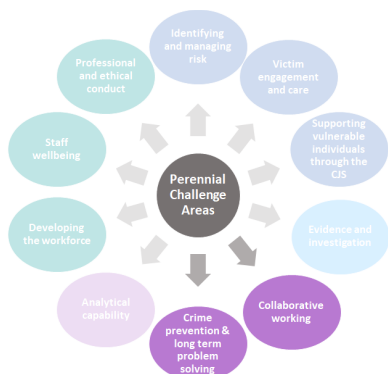 Identifying
and managing
risk
Victim
engagement
and care
Supporting
vulnerable
individuals
through the
CJS
Evidence and
investigation
Collaborative
working
Crime
prevention &
long term
problem
solving
Analytical
capability
Developing
the workforce
Staff
wellbeing
Professional
and ethical
conduct
Perennial
Challenge
Areas